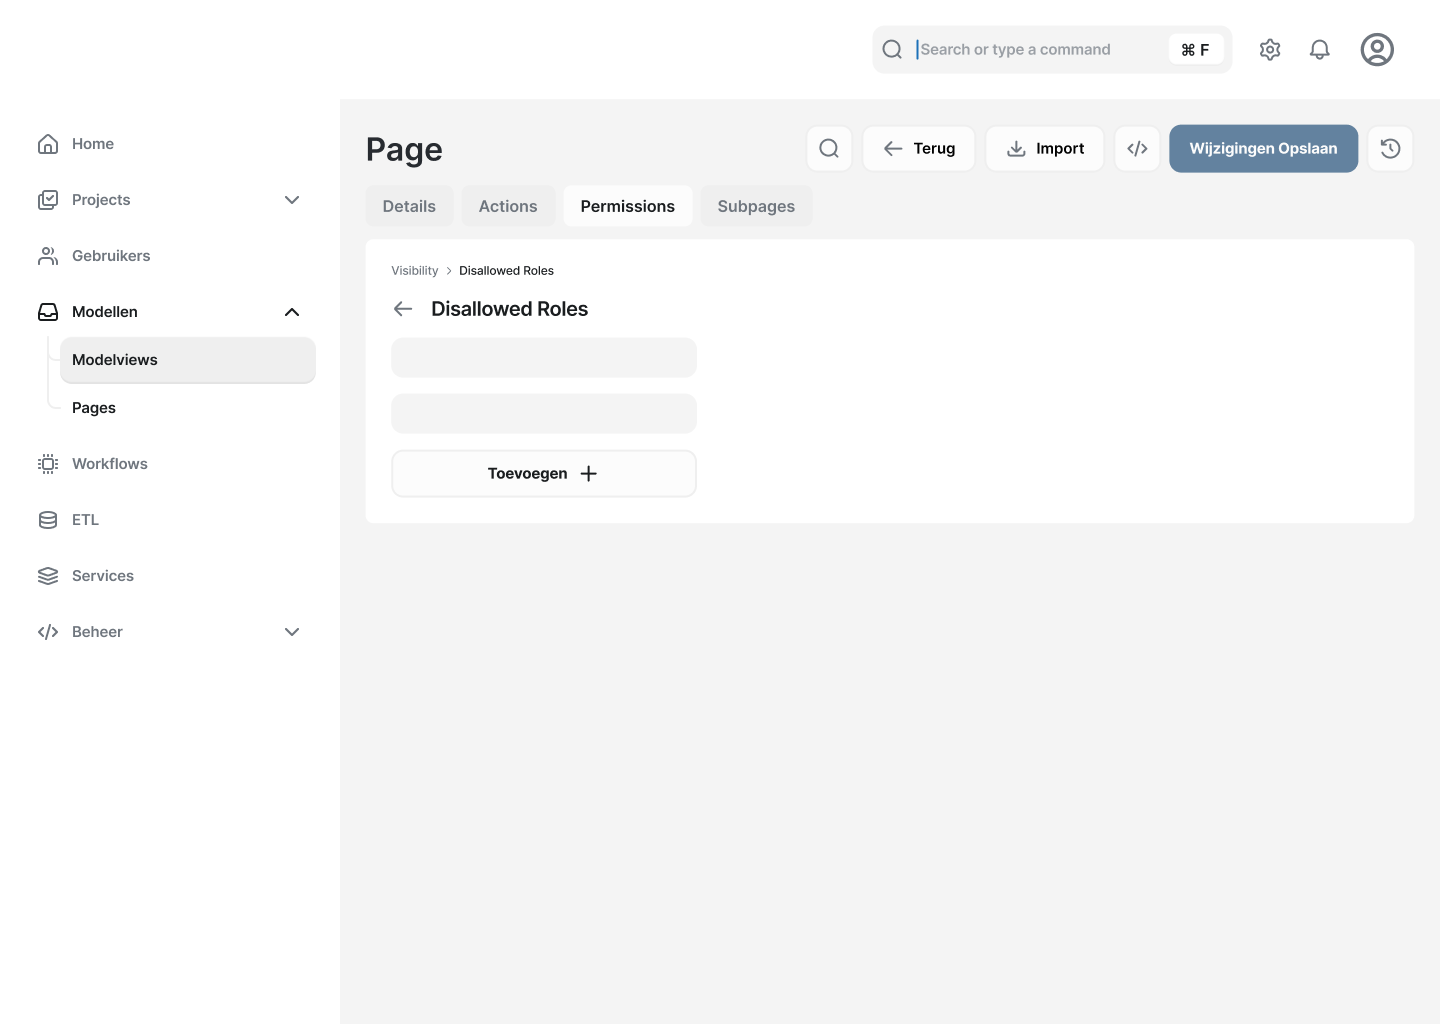 Search or type a command
⌘ F
Home
Projects
Gebruikers
Modellen
Modelviews
Pages
Workflows
ETL
Services
Beheer
Page
Terug
Import
Wijzigingen Opslaan
Details
Actions
Permissions
Subpages
Visibility > Disallowed Roles
Disallowed Roles
Toevoegen